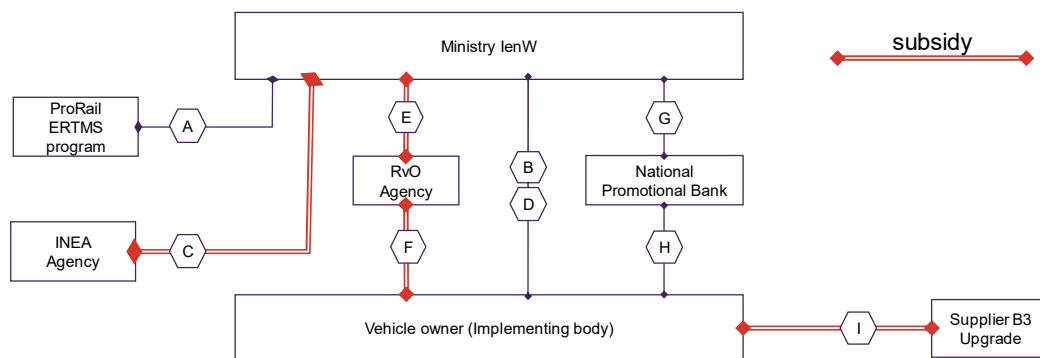 Ministry IenW
subsidy
ProRail
ERTMS
program
A
E
G
B
D
RvO
Agency
National
Promotional Bank
INEA
Agency
C
F
H
Vehicle owner (Implementing body)
I
Supplier B3
Upgrade